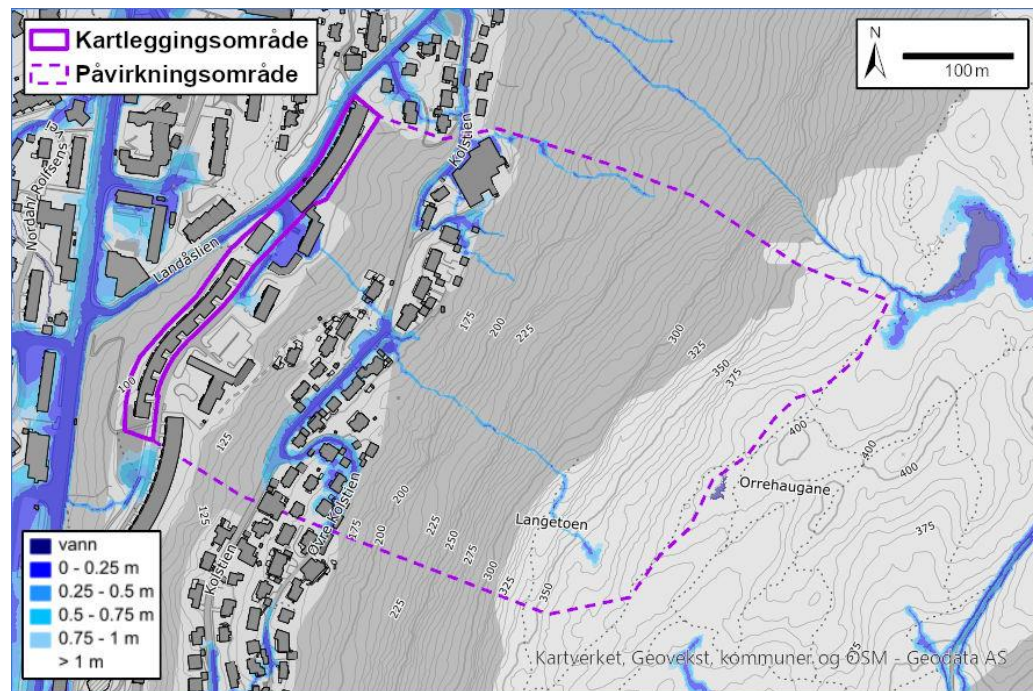 Kartleggingsområde
Påvirkningsområde
N
100 m
Nordahl Rolfsens
Landåslien
Kolstien
100
125
175
200
225
300
325
350
375
400
400
400
Orrehaugane
375
Langetoen
125
Kolstien
Øvre Kolstien
175
200
225
200
225
250
275
300
325
350
vann
0 - 0.25 m
0.25 - 0.5 m
0.5 - 0.75 m
0.75 - 1 m
> 1 m
Kartverket, Geovekst, kommuner og OSM - Geodata AS